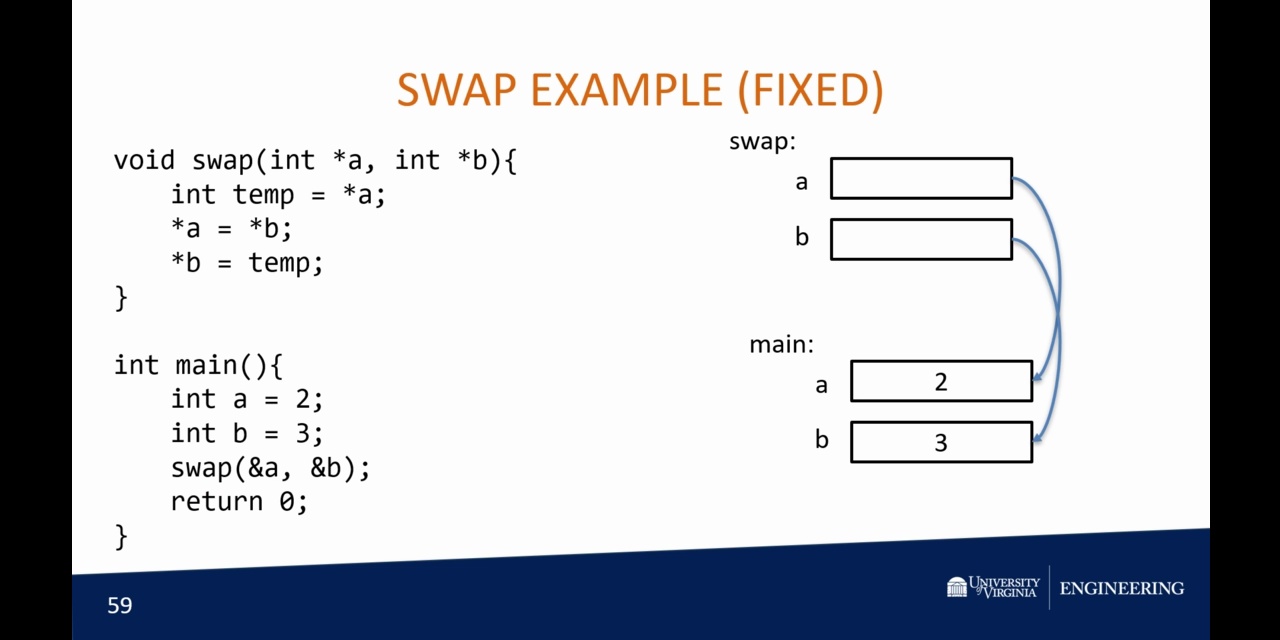 SWAP EXAMPLE (FIXED)
void swap(int *a, int *b){
int temp = *a;
*a = *b;
*b = temp;
}
int main(){
int a = 2;
int b = 3;
swap(&a, &b);
return 0;
}
swap:
a
b
main:
a 2
b 3
59
UNIVERSITY
of VIRGINIA
ENGINEERING